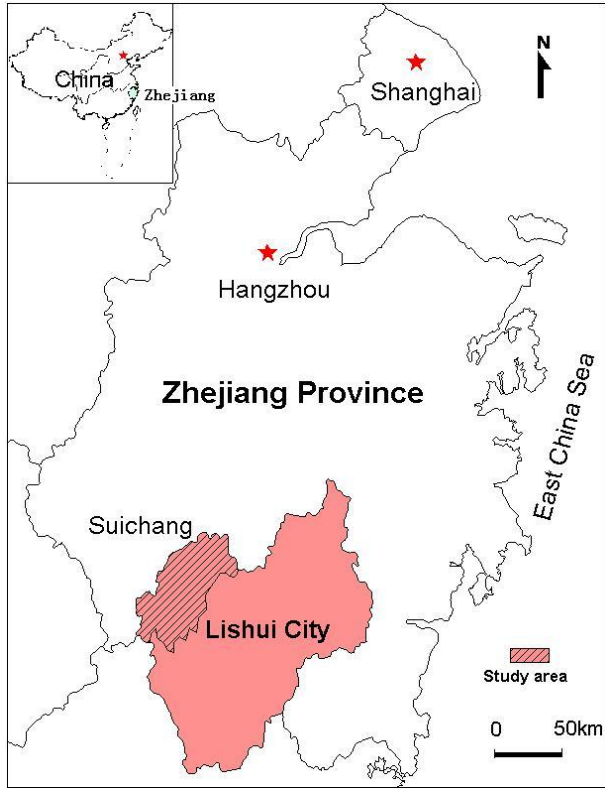 China
Zhejiang
Shanghai
N
Hangzhou
Zhejiang Province
East China Sea
Suichang
Lishui City
Study area
0 50km